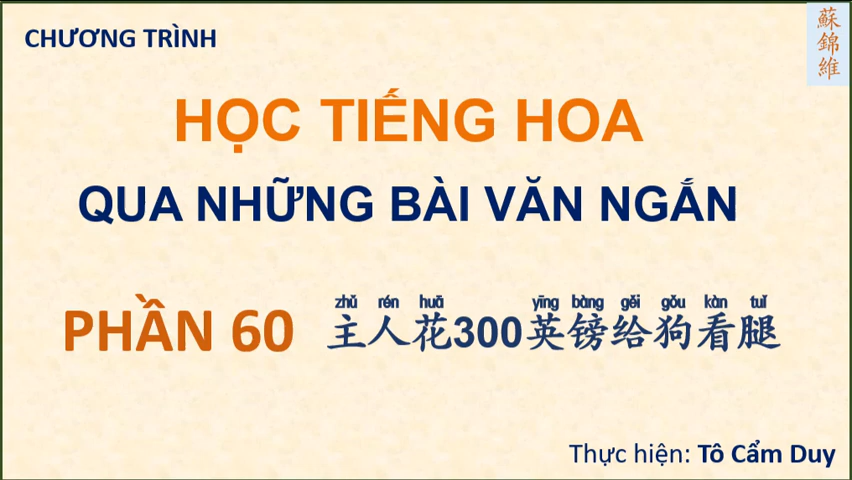 CHƯƠNG TRÌNH
蘇錦維
HỌC TIẾNG HOA
QUA NHỮNG BÀI VĂN NGẮN
zhǔ rén huā yīng bàng gěi gǒu kàn tuǐ
PHẦN 60 主人花300英镑给狗看腿
Thực hiện: Tô Cẩm Duy